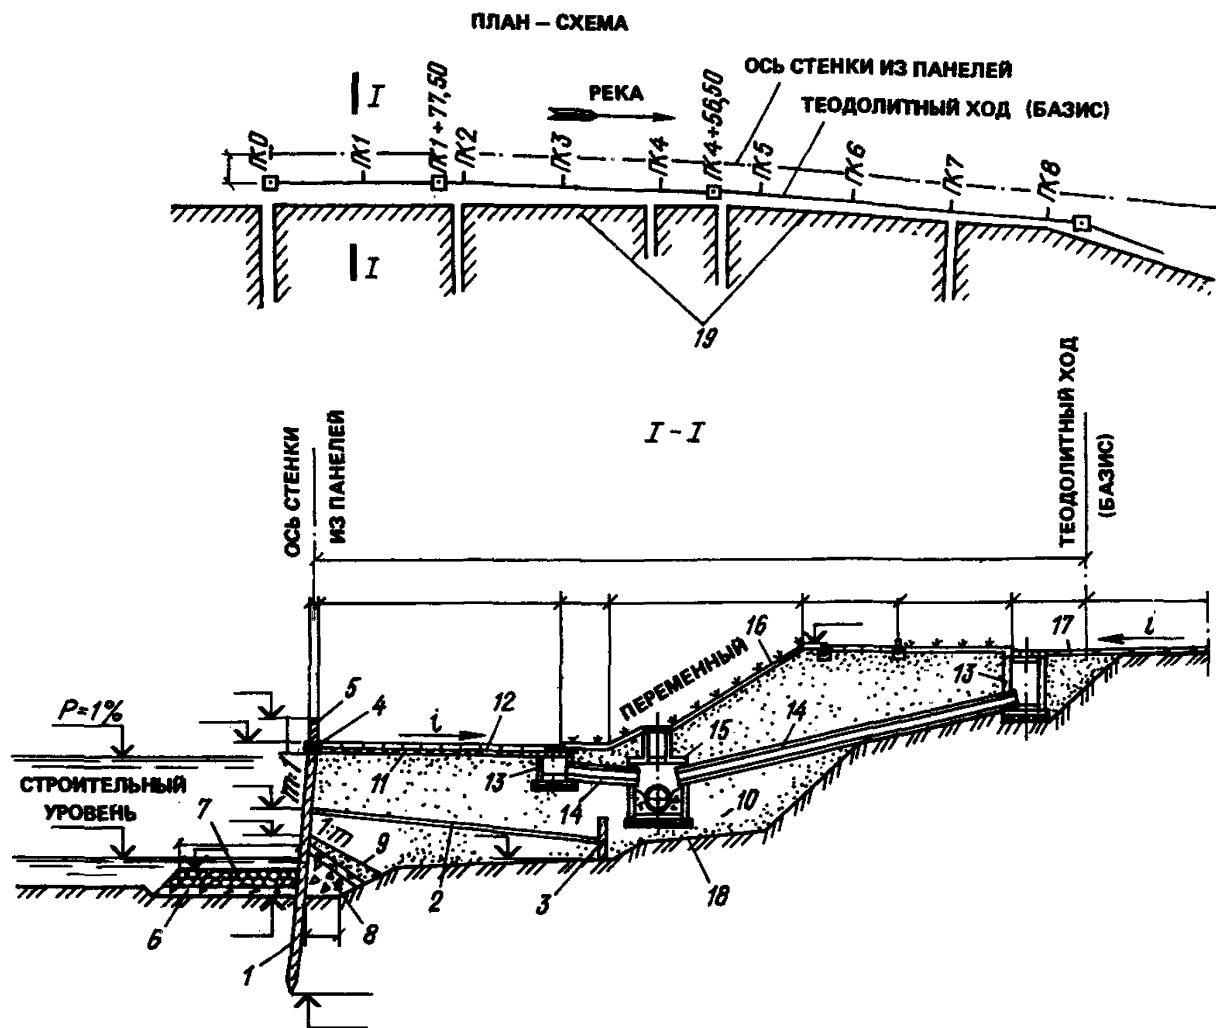 ПЛАН – СХЕМА
I
ОСЬ СТЕНКИ ИЗ ПАНЕЛЕЙ
РЕКА
ТЕОДОЛИТНЫЙ ХОД (БАЗИС)
ПК0
ПК1
ПК1 + 77,50
ПК2
ПК3
ПК4
ПК4+56,50
ПК5
ПК6
ПК7
ПК8
I
19
I – I
ОСЬ СТЕНКИ
ИЗ ПАНЕЛЕЙ
ТЕОДОЛИТНЫЙ ХОД
(БАЗИС)
ПЕРЕМЕННЫЙ
16
17
i
13
5
4
i
12
15
14
P=1%
m:1
11
13
14
10
СТРОИТЕЛЬНЫЙ
УРОВЕНЬ
7
1:m
9
2
3
18
6
8
1